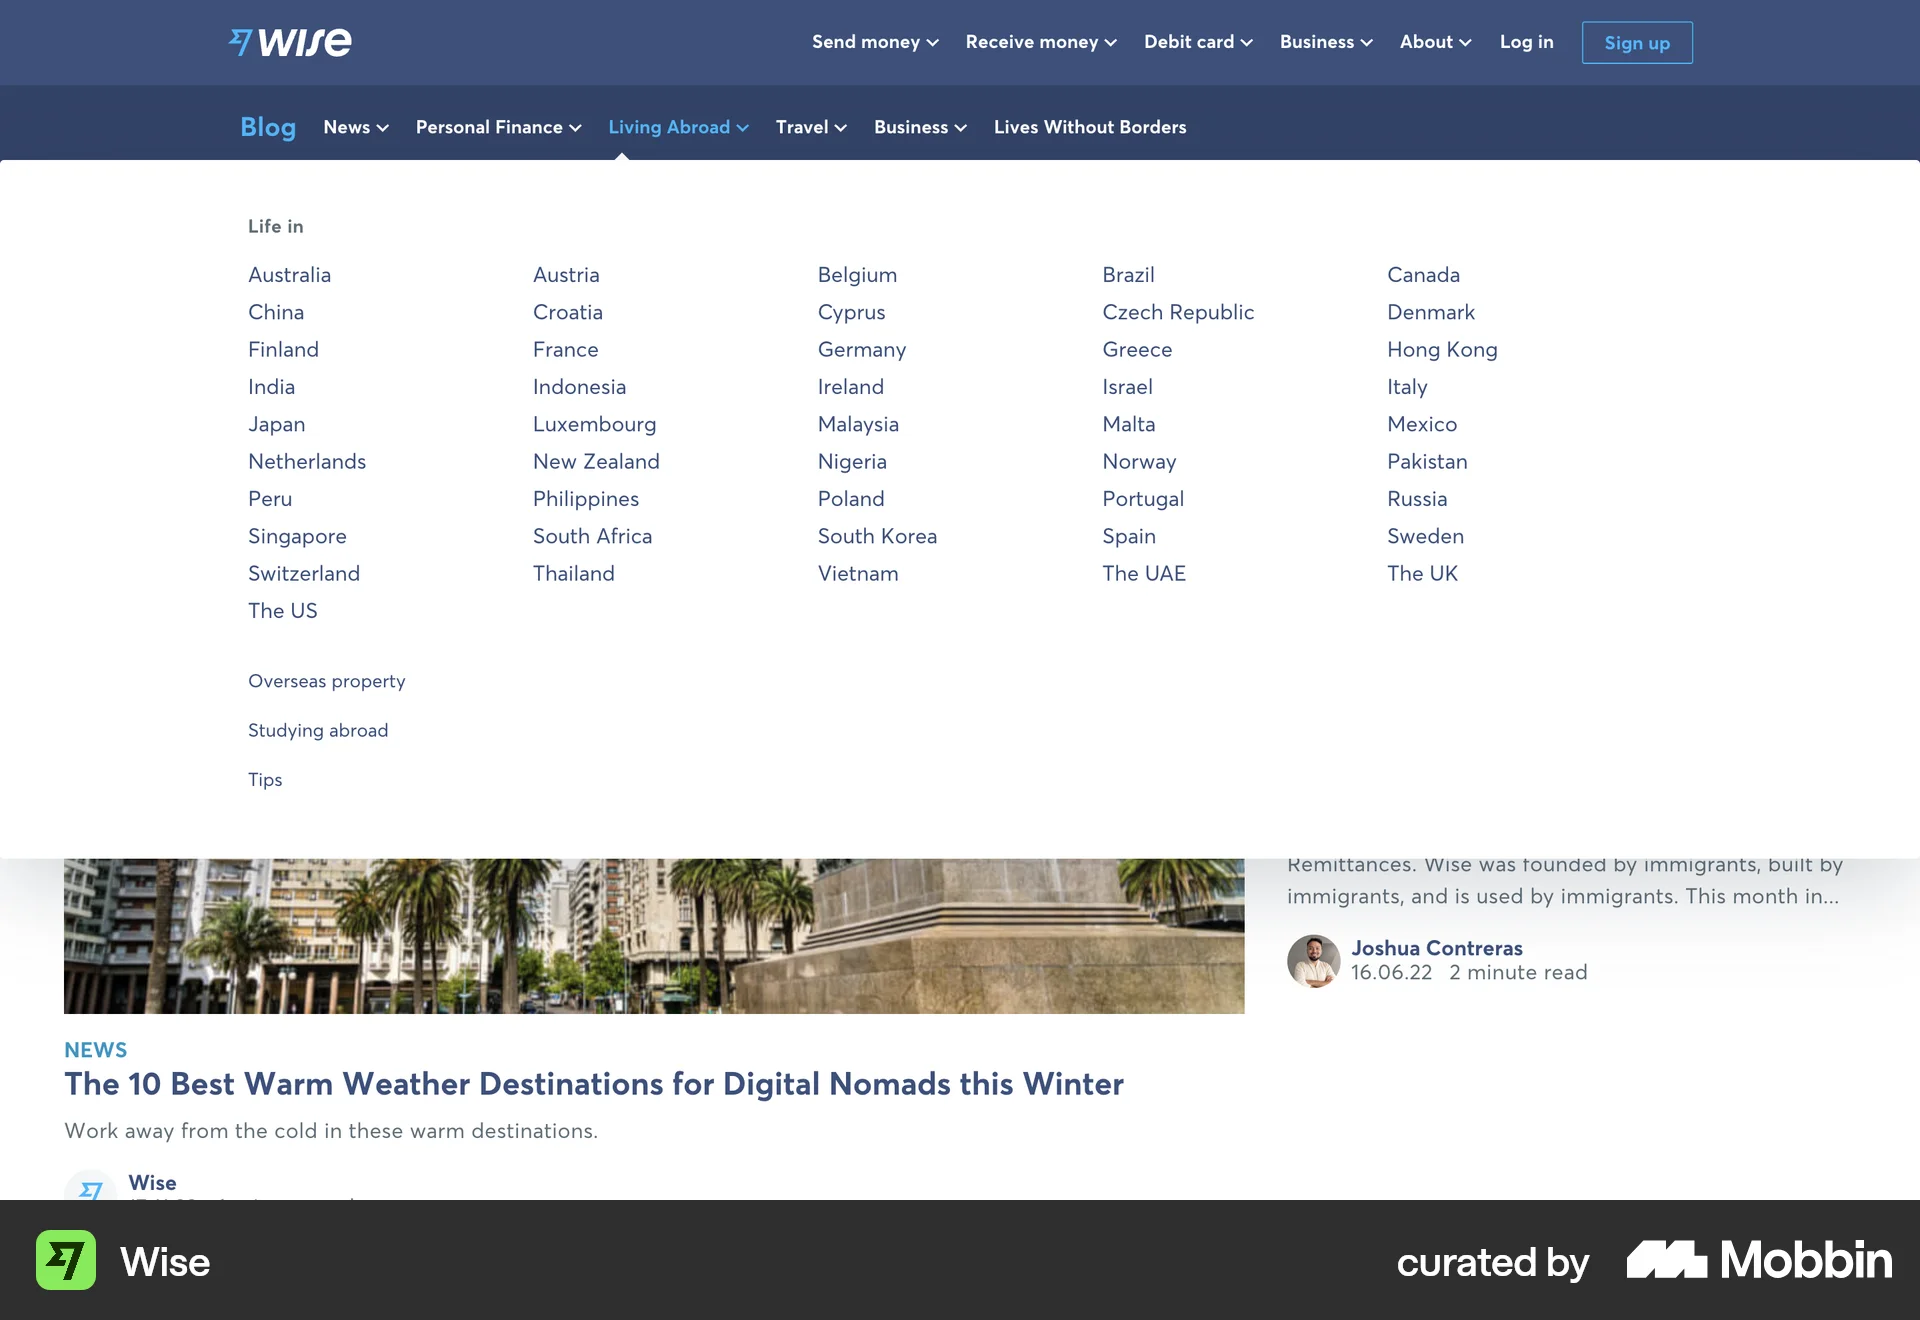 wise Send money Receive money Debit card Business About Log in Sign up
Blog News Personal Finance Living Abroad Travel Business Lives Without Borders
Life in
Australia Austria Belgium Brazil Canada
China Croatia Cyprus Czech Republic Denmark
Finland France Germany Greece Hong Kong
India Indonesia Ireland Israel Italy
Japan Luxembourg Malaysia Malta Mexico
Netherlands New Zealand Nigeria Norway Pakistan
Peru Philippines Poland Portugal Russia
Singapore South Africa South Korea Spain Sweden
Switzerland Thailand Vietnam The UAE The UK
The US
Overseas property
Studying abroad
Tips
Remittances. Wise was founded by immigrants, built by
immigrants, and is used by immigrants. This month in...
Joshua Contreras
16.06.22 2 minute read
NEWS
The 10 Best Warm Weather Destinations for Digital Nomads this Winter
Work away from the cold in these warm destinations.
Wise
Wise curated by Mobbin